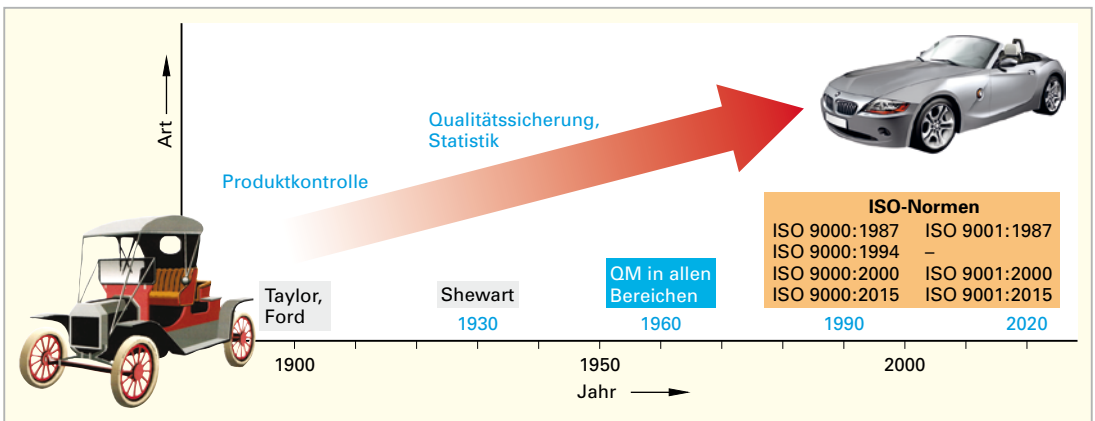 Art
Qualitätssicherung,
Statistik
Produktkontrolle
ISO-Normen
ISO 9000:1987 ISO 9001:1987
ISO 9000:1994 –
ISO 9000:2000 ISO 9001:2000
ISO 9000:2015 ISO 9001:2015
Taylor,
Ford
Shewart
QM in allen
Bereichen
1930 1960 1990 2020
1900 1950 2000
Jahr